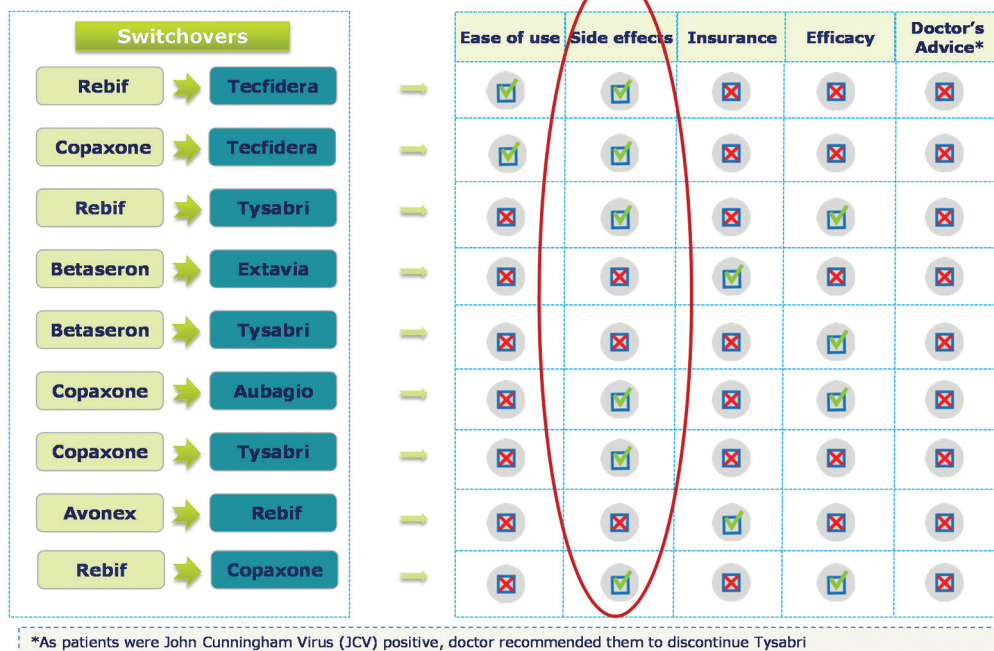 Switchovers
Ease of use Side effects Insurance Efficacy Doctor's
Advice*
Rebif Tecfidera
Copaxone Tecfidera
Rebif Tysabri
Betaseron Extavia
Betaseron Tysabri
Copaxone Aubagio
Copaxone Tysabri
Avonex Rebif
Rebif Copaxone
*As patients were John Cunningham Virus (JCV) positive, doctor recommended them to discontinue Tysabri